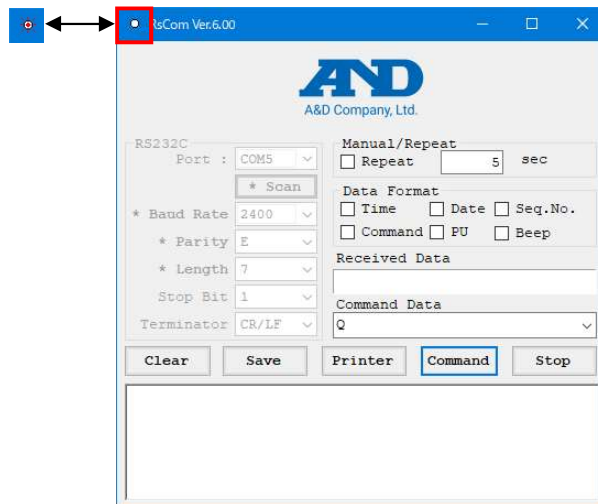 RsCom Ver.6.00
AND
A&D Company, Ltd.
RS232C
Port : COM5
* Scan
* Baud Rate 2400
* Parity E
* Length 7
Stop Bit 1
Terminator CR/LF
Manual/Repeat
Repeat 5 sec
Data Format
Time Date Seq.No.
Command PU Beep
Received Data
Command Data
Q
Clear Save Printer Command Stop